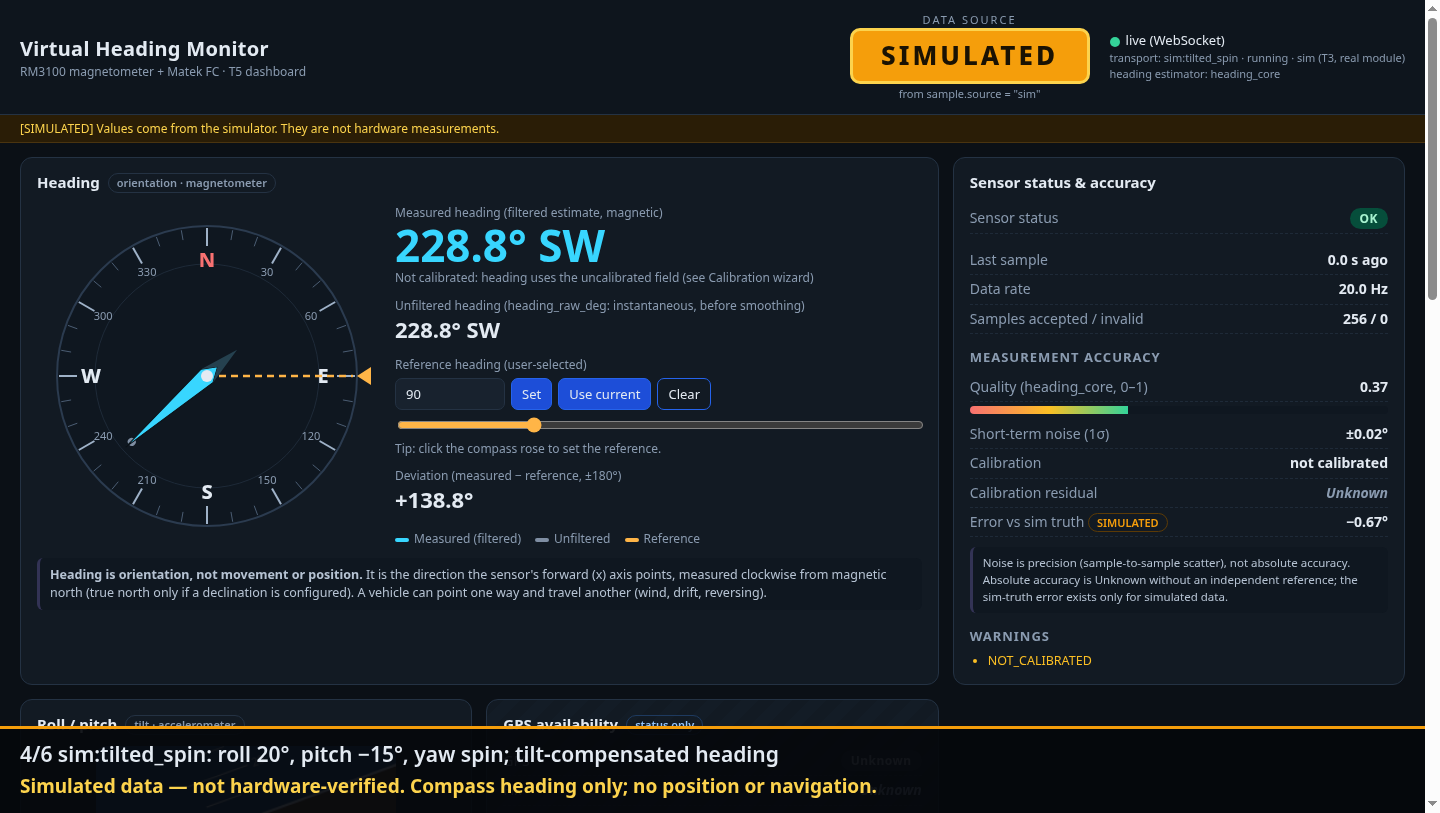 Virtual Heading Monitor
RM3100 magnetometer + Matek FC · T5 dashboard
DATA SOURCE
SIMULATED
from sample.source = "sim"
live (WebSocket)
transport: sim:tilted_spin · running · sim (T3, real module)
heading estimator: heading_core
[SIMULATED] Values come from the simulator. They are not hardware measurements.
Heading
orientation · magnetometer
N
30
60
E
120
150
S
210
240
W
300
330
Measured heading (filtered estimate, magnetic)
228.8° SW
Not calibrated: heading uses the uncalibrated field (see Calibration wizard)
Unfiltered heading (heading_raw_deg: instantaneous, before smoothing)
228.8° SW
Reference heading (user-selected)
90 Set Use current Clear
Tip: click the compass rose to set the reference.
Deviation (measured − reference, ±180°)
+138.8°
Measured (filtered) Unfiltered Reference
Heading is orientation, not movement or position. It is the direction the sensor's forward (x) axis points, measured clockwise from magnetic
north (true north only if a declination is configured). A vehicle can point one way and travel another (wind, drift, reversing).
Sensor status & accuracy
Sensor status OK
Last sample 0.0 s ago
Data rate 20.0 Hz
Samples accepted / invalid 256 / 0
MEASUREMENT ACCURACY
Quality (heading_core, 0–1) 0.37
Short-term noise (1σ) ±0.02°
Calibration not calibrated
Calibration residual Unknown
Error vs sim truth SIMULATED −0.67°
Noise is precision (sample-to-sample scatter), not absolute accuracy.
Absolute accuracy is Unknown without an independent reference; the
sim-truth error exists only for simulated data.
WARNINGS
• NOT_CALIBRATED
Roll / pitch tilt · accelerometer
GPS availability status only
Unknown
4/6 sim:tilted_spin: roll 20°, pitch −15°, yaw spin; tilt-compensated heading
Simulated data — not hardware-verified. Compass heading only; no position or navigation.